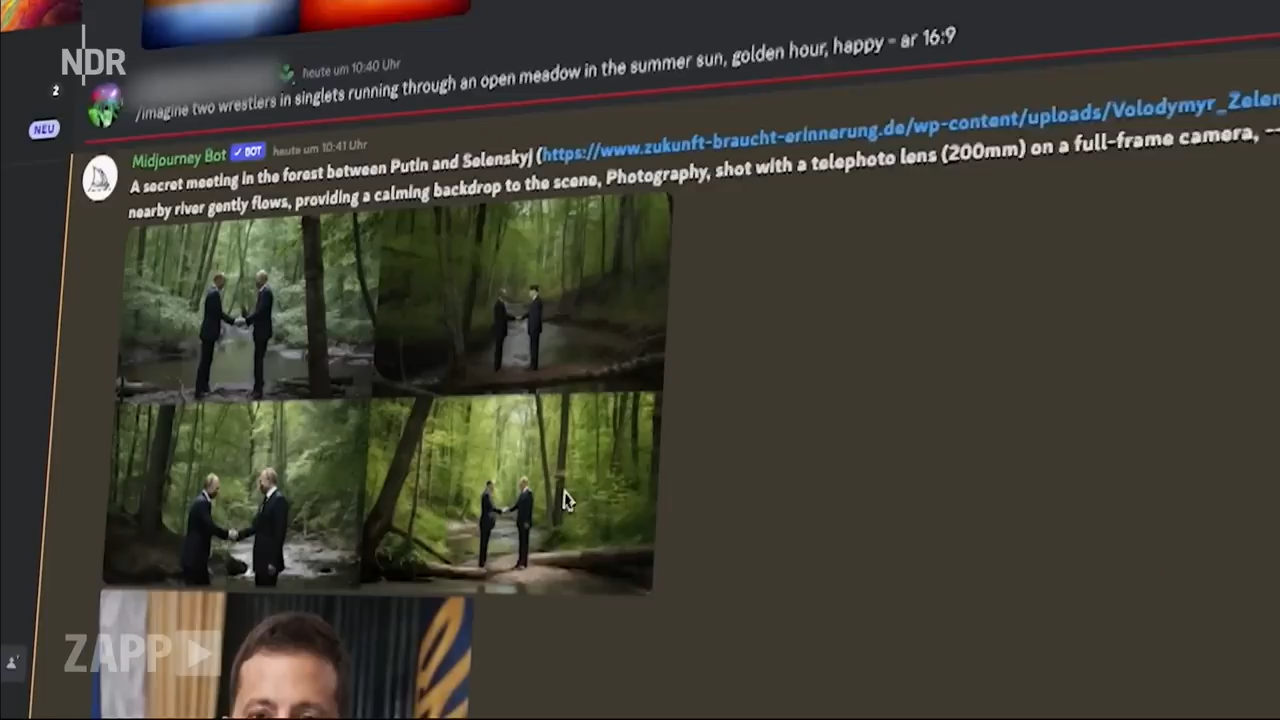 NDR
heute um 10:40 Uhr
/imagine two wrestlers in singlets running through an open meadow in the summer sun, golden hour, happy - ar 16:9
2
NEU
Midjourney Bot ✓ BOT heute um 10:41 Uhr
A secret meeting in the forest between Putin and Selenskyj (https://www.zukunft-braucht-erinnerung.de/wp-content/uploads/Volodymyr_Zelen
nearby river gently flows, providing a calming backdrop to the scene, Photography, shot with a telephoto lens (200mm) on a full-frame camera, --
ZAPP